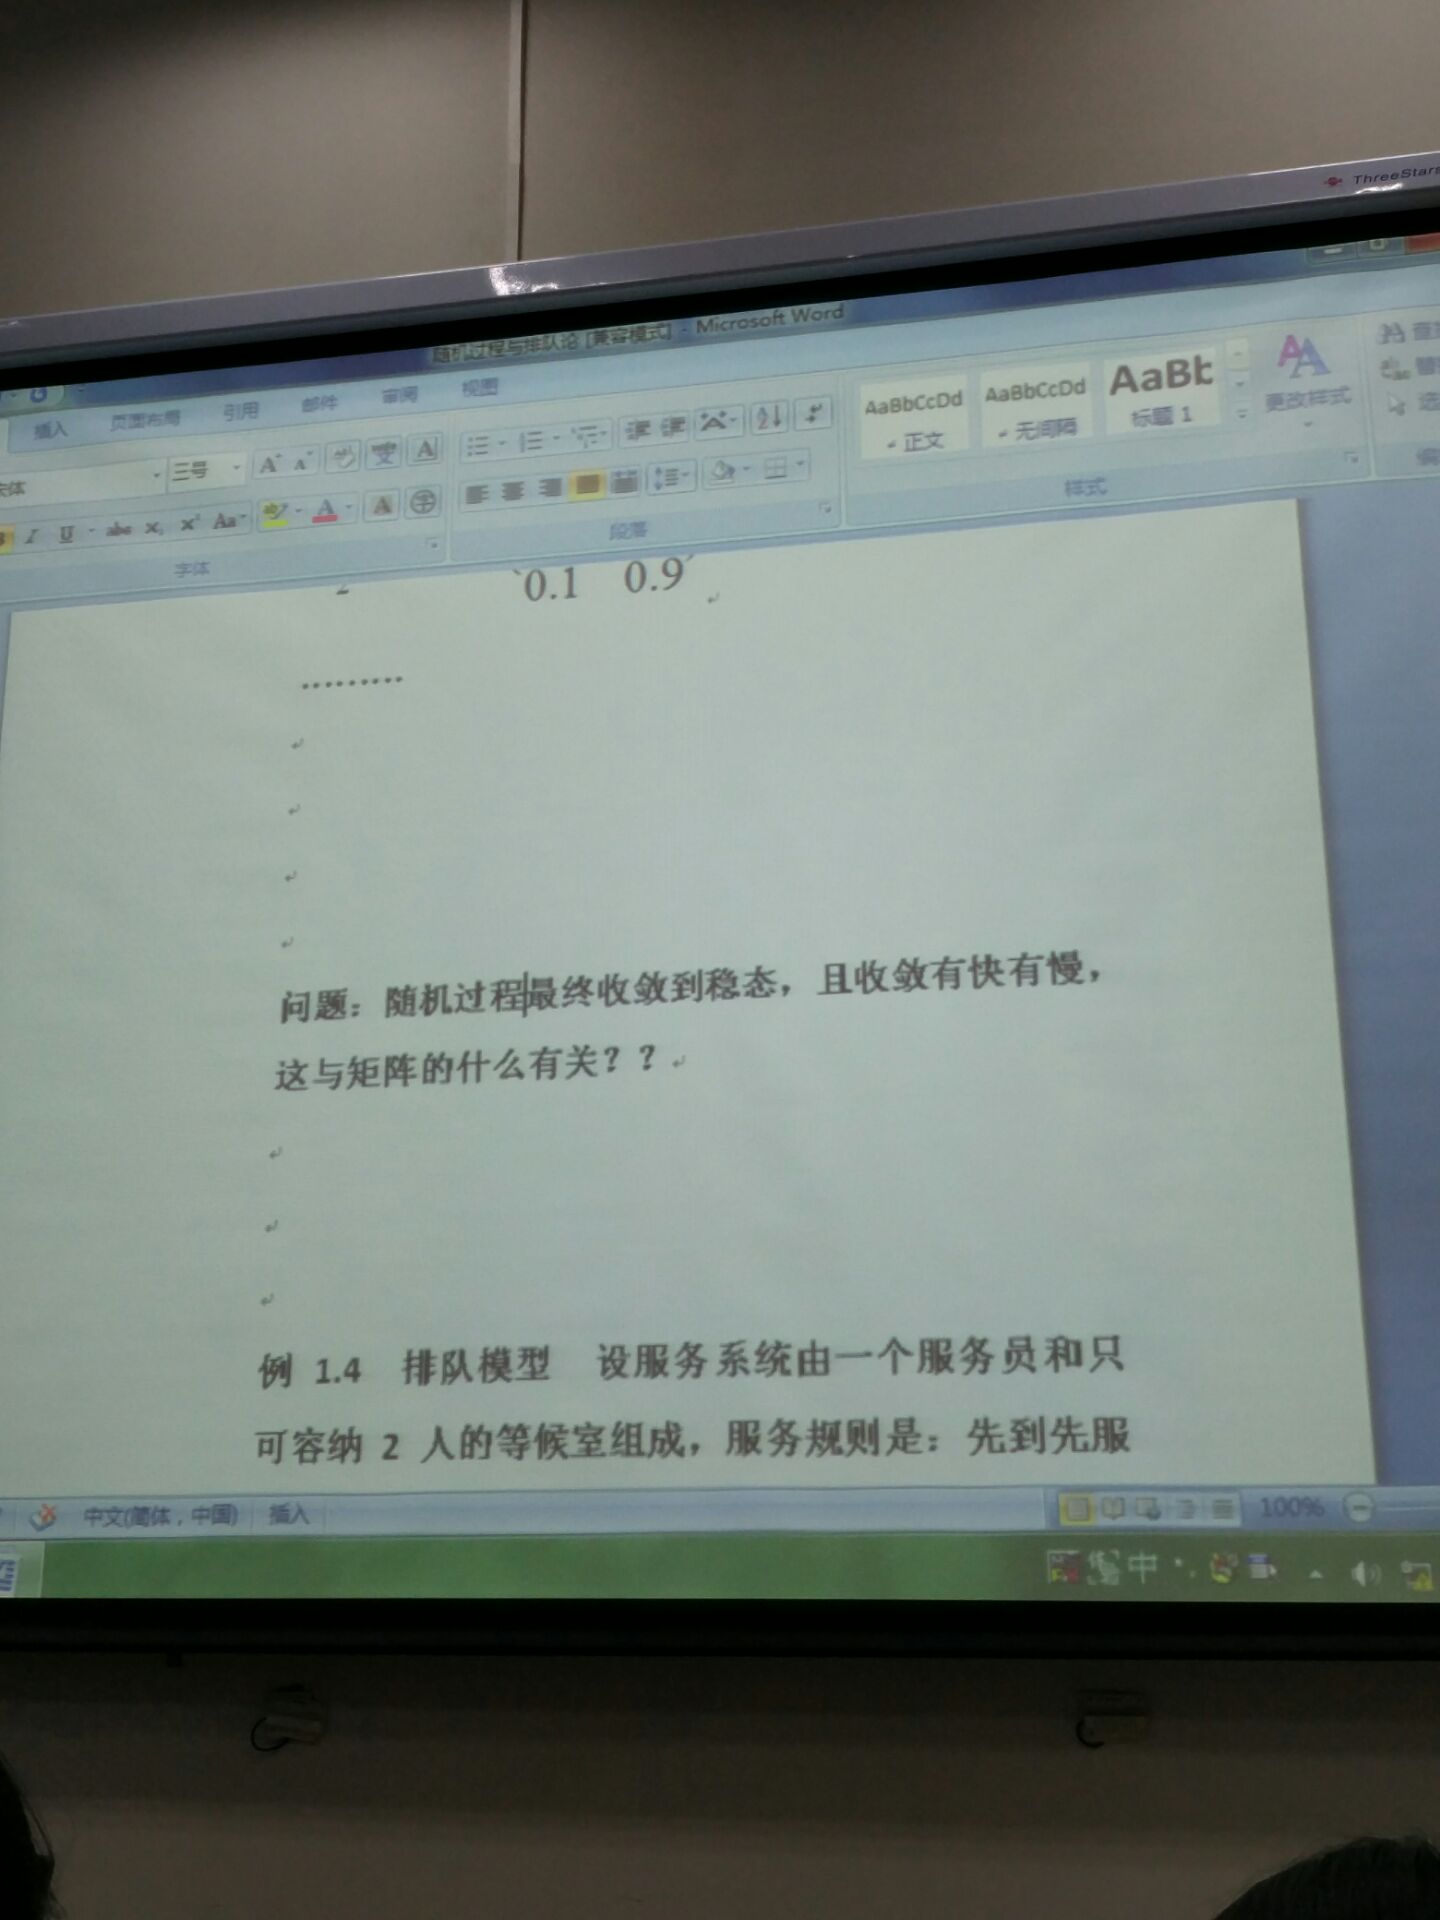 ThreeStars
随机过程与排队论 [兼容模式] - Microsoft Word
插入 页面布局 引用 邮件 审阅 视图
三号
AaBbCcDd AaBbCcDd AaBb
正文 无间隔 标题 1
更改样式
字体 段落 样式
0.1 0.9
.........
问题：随机过程最终收敛到稳态，且收敛有快有慢，
这与矩阵的什么有关？？
例 1.4 排队模型 设服务系统由一个服务员和只
可容纳 2 人的等候室组成，服务规则是：先到先服
中文(简体，中国) 插入 100%
中